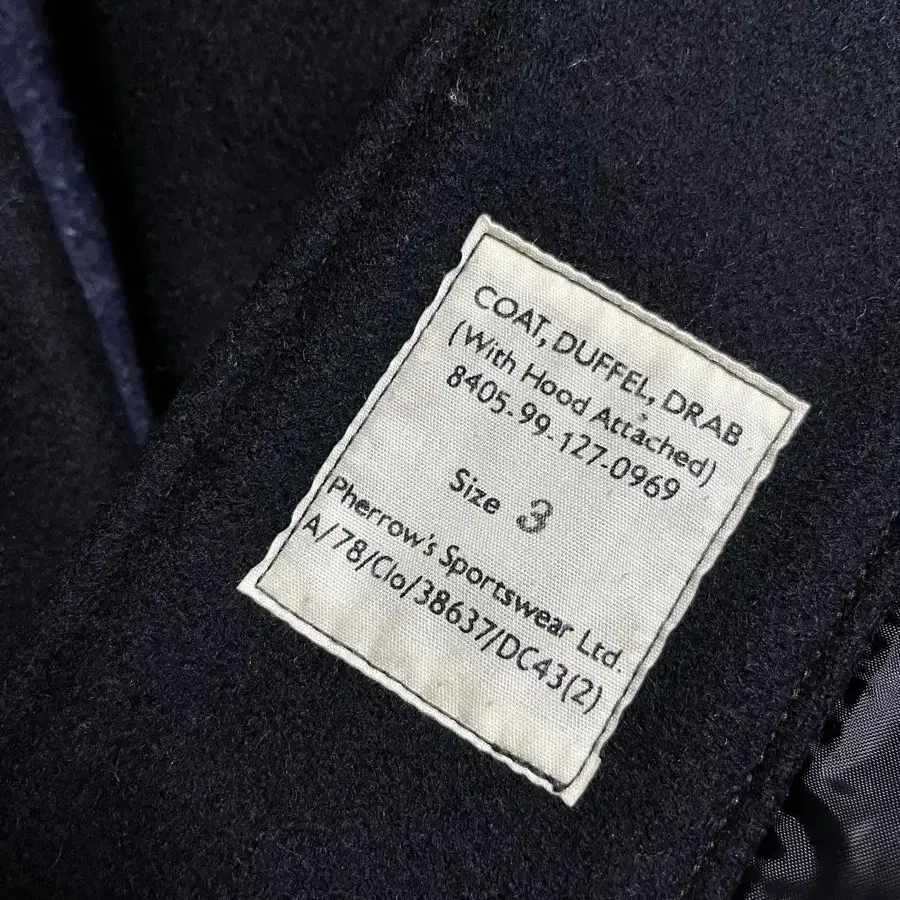 COAT, DUFFEL, DRAB
(With Hood Attached)
8405-99-127-0969
Size 3
Pherrow's Sportswear Ltd.
A/78/Clo/38637/DC43(2)